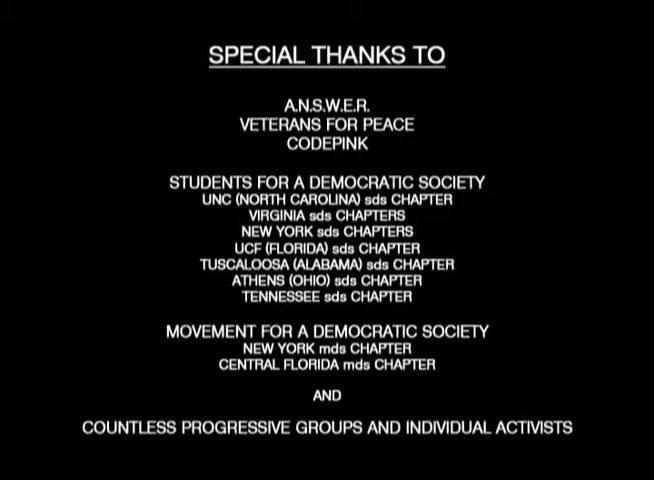 SPECIAL THANKS TO
A.N.S.W.E.R.
VETERANS FOR PEACE
CODEPINK
STUDENTS FOR A DEMOCRATIC SOCIETY
UNC (NORTH CAROLINA) sds CHAPTER
VIRGINIA sds CHAPTERS
NEW YORK sds CHAPTERS
UCF (FLORIDA) sds CHAPTER
TUSCALOOSA (ALABAMA) sds CHAPTER
ATHENS (OHIO) sds CHAPTER
TENNESSEE sds CHAPTER
MOVEMENT FOR A DEMOCRATIC SOCIETY
NEW YORK mds CHAPTER
CENTRAL FLORIDA mds CHAPTER
AND
COUNTLESS PROGRESSIVE GROUPS AND INDIVIDUAL ACTIVISTS